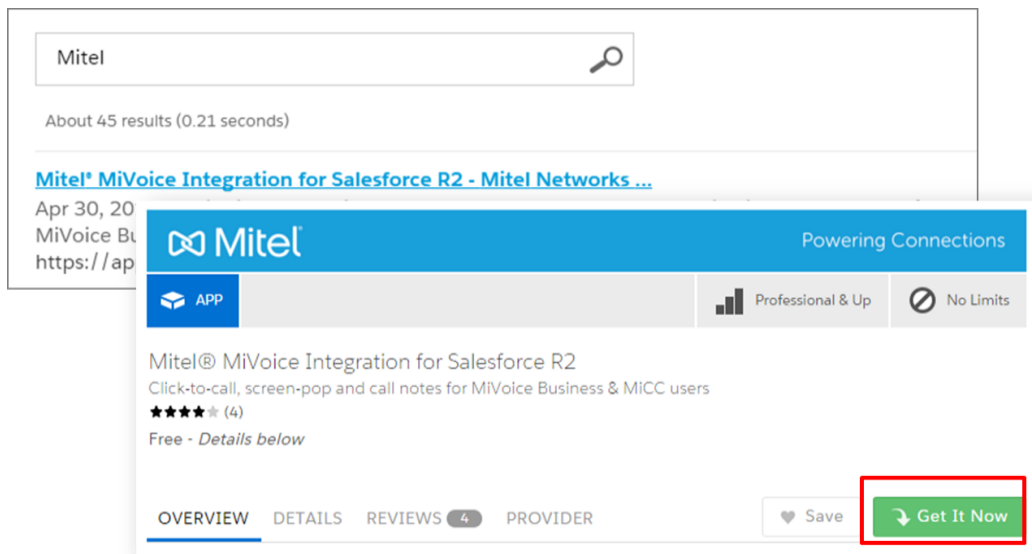 Mitel
About 45 results (0.21 seconds)
Mitel® MiVoice Integration for Salesforce R2 - Mitel Networks ...
Apr 30, 20
MiVoice Bu
https://ap
Mitel
Powering Connections
APP
Professional & Up
No Limits
Mitel® MiVoice Integration for Salesforce R2
Click-to-call, screen-pop and call notes for MiVoice Business & MiCC users
(4)
Free - Details below
OVERVIEW DETAILS REVIEWS 4 PROVIDER
Save
Get It Now